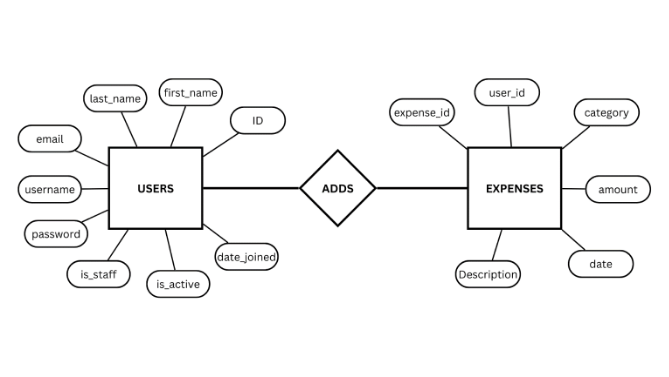 first_name
last_name
ID
email
username
USERS
password
is_staff
is_active
date_joined
ADDS
user_id
expense_id
category
EXPENSES
amount
date
Description